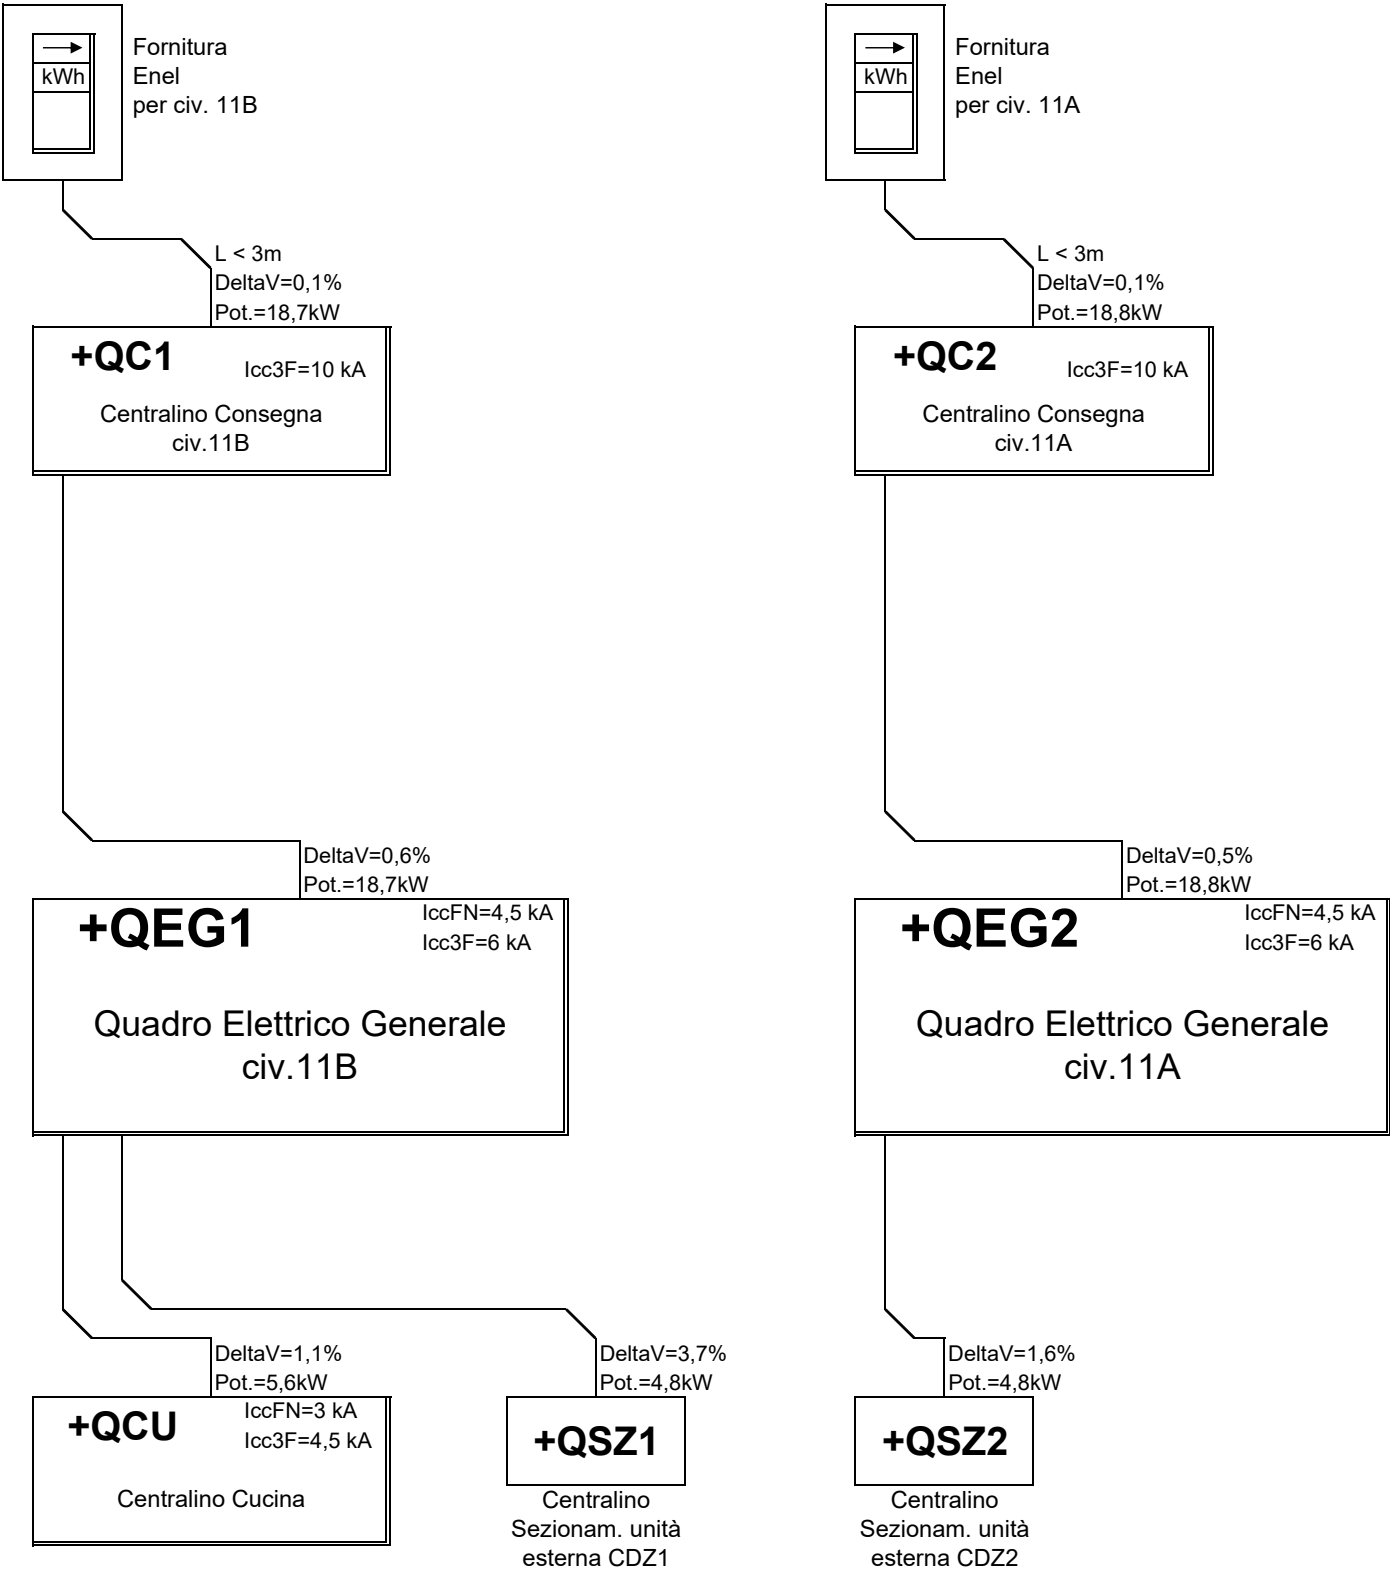 Fornitura
Enel
per civ. 11B
kWh
L < 3m
DeltaV=0,1%
Pot.=18,7kW
+QC1
Icc3F=10 kA
Centralino Consegna
civ.11B
DeltaV=0,6%
Pot.=18,7kW
+QEG1
IccFN=4,5 kA
Icc3F=6 kA
Quadro Elettrico Generale
civ.11B
DeltaV=1,1%
Pot.=5,6kW
+QCU
IccFN=3 kA
Icc3F=4,5 kA
Centralino Cucina
DeltaV=3,7%
Pot.=4,8kW
+QSZ1
Centralino
Sezionam. unità
esterna CDZ1
Fornitura
Enel
per civ. 11A
kWh
L < 3m
DeltaV=0,1%
Pot.=18,8kW
+QC2
Icc3F=10 kA
Centralino Consegna
civ.11A
DeltaV=0,5%
Pot.=18,8kW
+QEG2
IccFN=4,5 kA
Icc3F=6 kA
Quadro Elettrico Generale
civ.11A
DeltaV=1,6%
Pot.=4,8kW
+QSZ2
Centralino
Sezionam. unità
esterna CDZ2